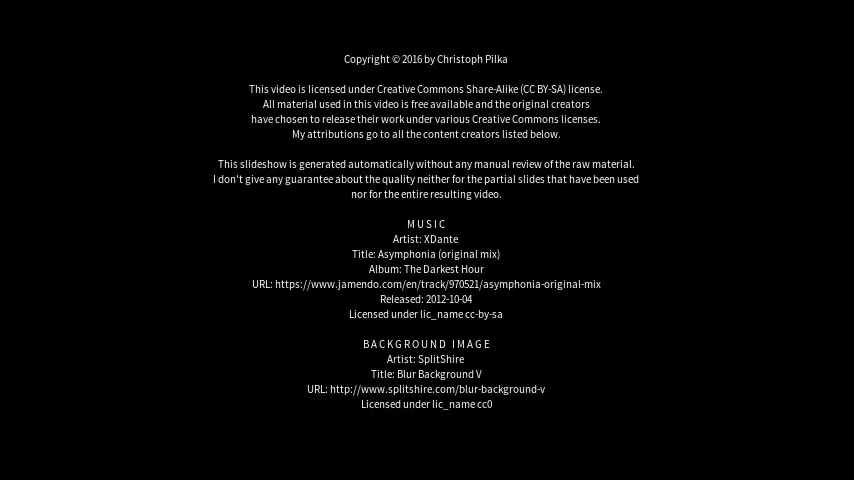 Copyright © 2016 by Christoph Pilka
This video is licensed under Creative Commons Share-Alike (CC BY-SA) license.
All material used in this video is free available and the original creators
have chosen to release their work under various Creative Commons licenses.
My attributions go to all the content creators listed below.
This slideshow is generated automatically without any manual review of the raw material.
I don't give any guarantee about the quality neither for the partial slides that have been used
nor for the entire resulting video.
MUSIC
Artist: XDante
Title: Asymphonia (original mix)
Album: The Darkest Hour
URL: https://www.jamendo.com/en/track/970521/asymphonia-original-mix
Released: 2012-10-04
Licensed under lic_name cc-by-sa
BACKGROUND IMAGE
Artist: SplitShire
Title: Blur Background V
URL: http://www.splitshire.com/blur-background-v
Licensed under lic_name cc0